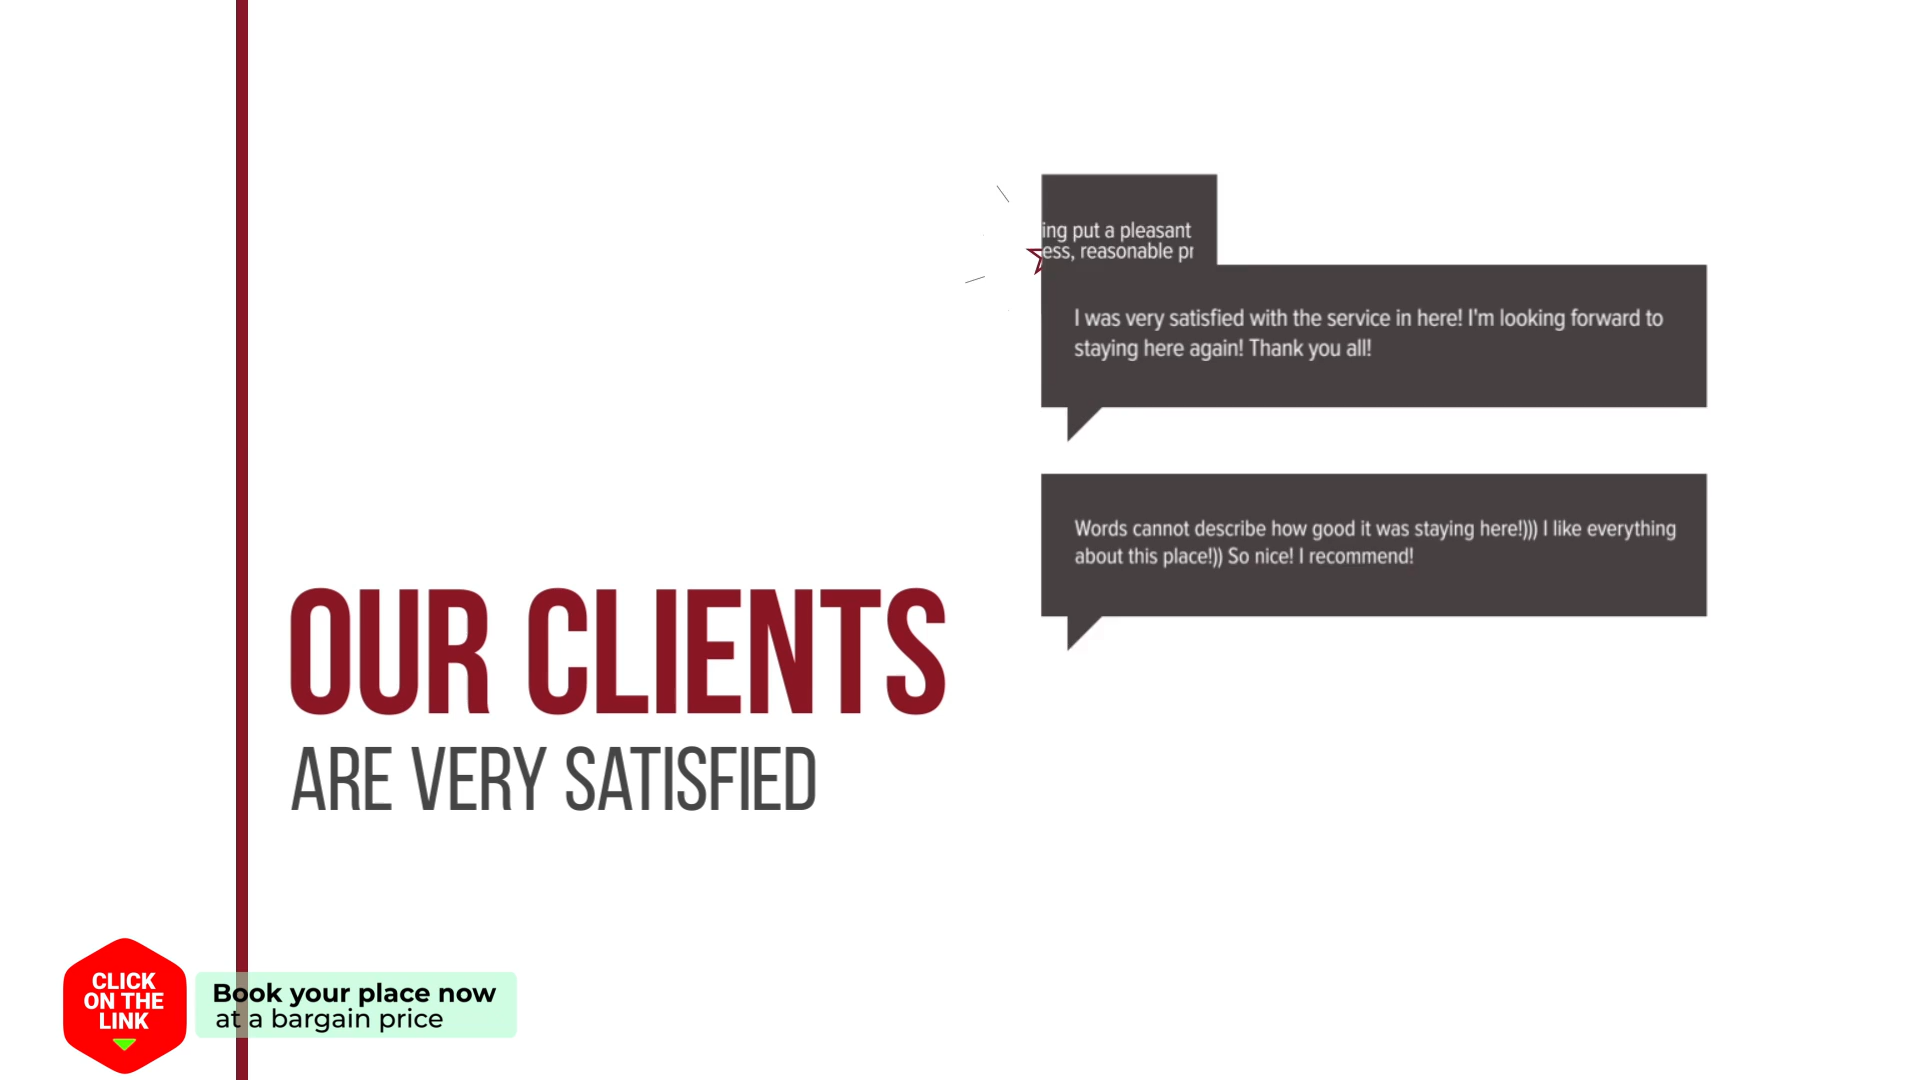 ing put a pleasant
ess, reasonable
I was very satisfied with the service in here! I'm looking forward to
staying here again! Thank you all!
Words cannot describe how good it was staying here!))) I like everything
about this place!)) So nice! I recommend!
OUR CLIENTS
ARE VERY SATISFIED
CLICK
ON THE
LINK
Book your place now
at a bargain price